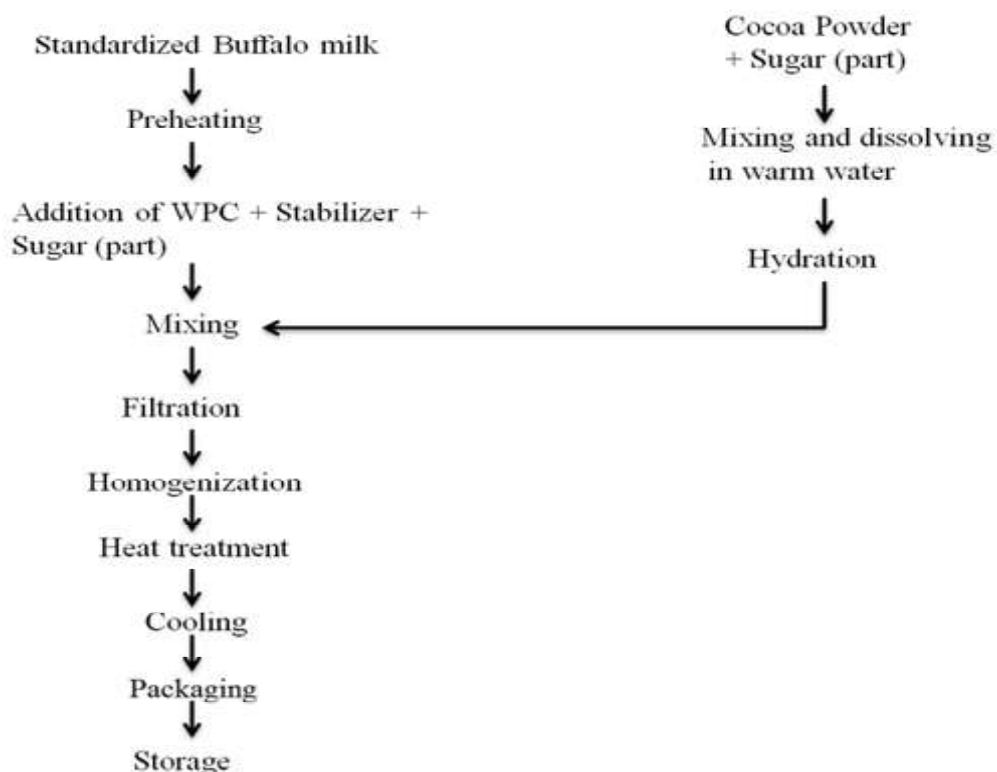 Standardized Buffalo milk
Preheating
Addition of WPC + Stabilizer +
Sugar (part)
Mixing
Filtration
Homogenization
Heat treatment
Cooling
Packaging
Storage
Cocoa Powder
+ Sugar (part)
Mixing and dissolving
in warm water
Hydration